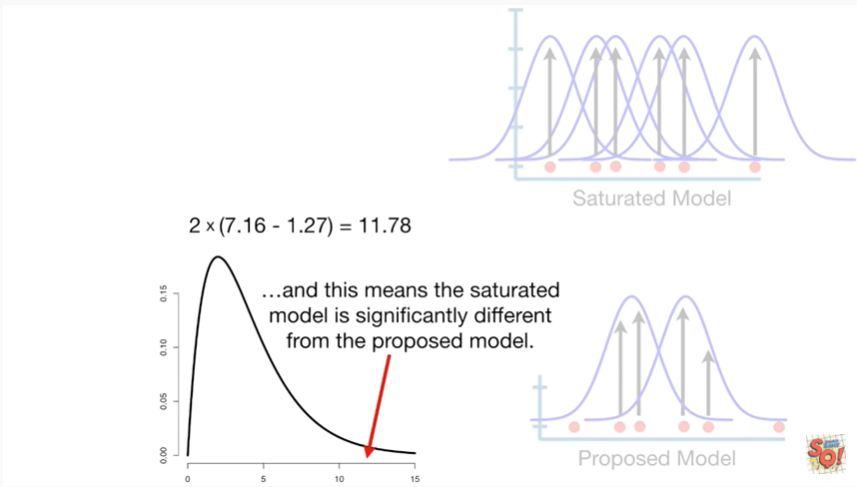 Saturated Model
2 × (7.16 - 1.27) = 11.78
...and this means the saturated
model is significantly different
from the proposed model.
0.15
0.10
0.05
0.00
0
5
10
15
Proposed Model
SQ!